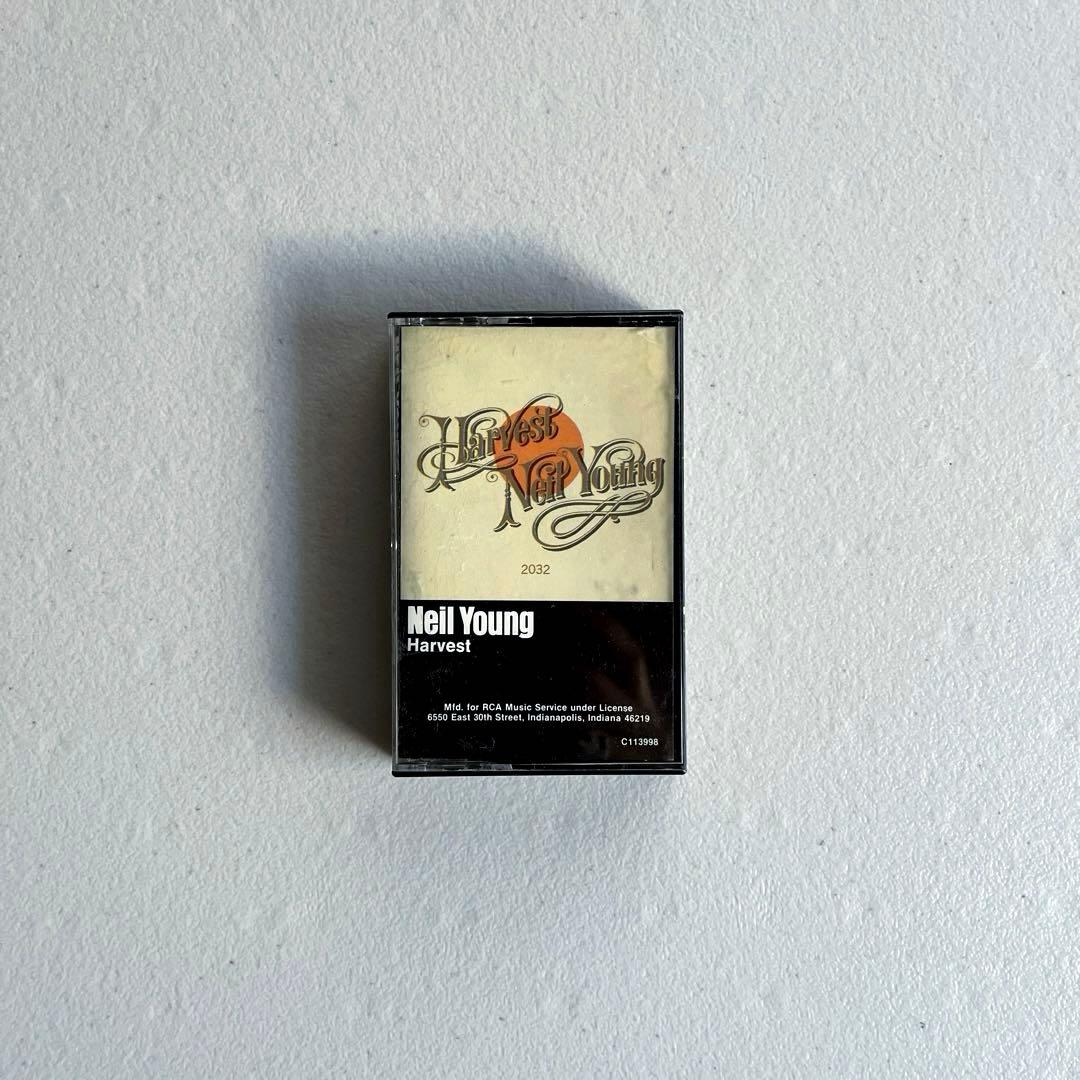 Harvest
Neil Young
2032
Neil Young
Harvest
Mfd. for RCA Music Service under License
6550 East 30th Street, Indianapolis, Indiana 46219
C113998